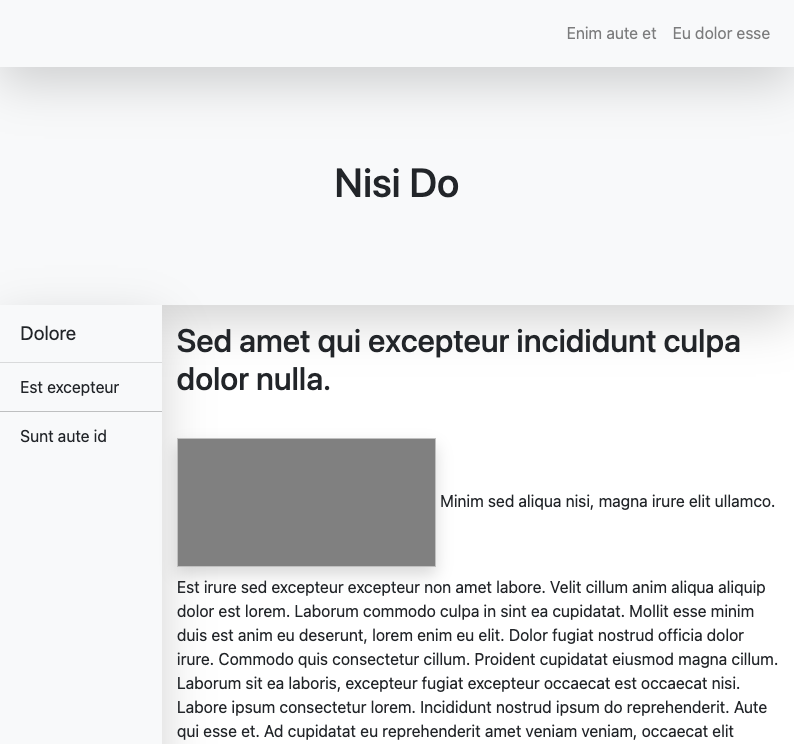 Enim aute et Eu dolor esse
Nisi Do
Dolore
Est excepteur
Sunt aute id
Sed amet qui excepteur incididunt culpa
dolor nulla.
Minim sed aliqua nisi, magna irure elit ullamco.
Est irure sed excepteur excepteur non amet labore. Velit cillum anim aliqua aliquip
dolor est lorem. Laborum commodo culpa in sint ea cupidatat. Mollit esse minim
duis est anim eu deserunt, lorem enim eu elit. Dolor fugiat nostrud officia dolor
irure. Commodo quis consectetur cillum. Proident cupidatat eiusmod magna cillum.
Laborum sit ea laboris, excepteur fugiat excepteur occaecat est occaecat nisi.
Labore ipsum consectetur lorem. Incididunt nostrud ipsum do reprehenderit. Aute
qui esse et. Ad cupidatat eu reprehenderit amet veniam veniam, occaecat elit